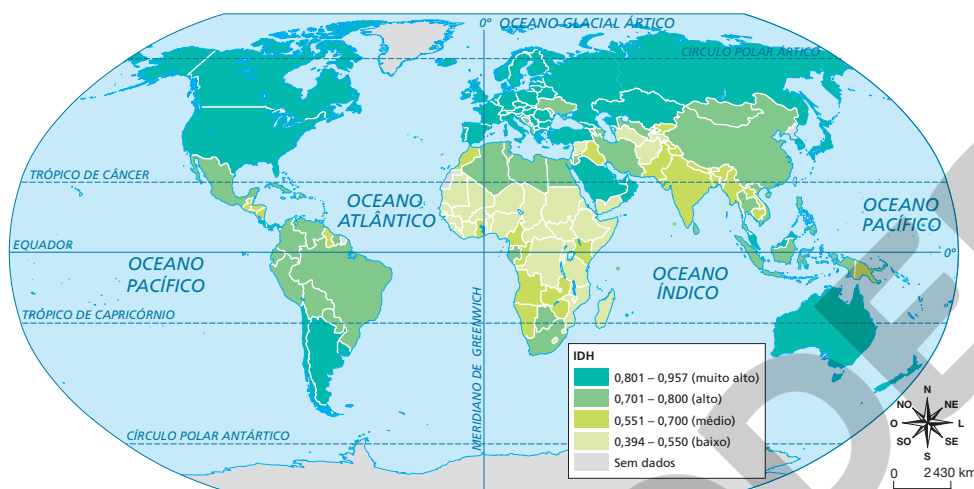 0° OCEANO GLACIAL ÁRTICO
CÍRCULO POLAR ÁRTICO
TRÓPICO DE CÂNCER
OCEANO
ATLÂNTICO
OCEANO
PACÍFICO
EQUADOR
0°
OCEANO
PACÍFICO
OCEANO
ÍNDICO
TRÓPICO DE CAPRICÓRNIO
MERIDIANO DE GREENWICH
CÍRCULO POLAR ANTÁRTICO
IDH
0,801 – 0,957 (muito alto)
0,701 – 0,800 (alto)
0,551 – 0,700 (médio)
0,394 – 0,550 (baixo)
Sem dados
N
NO NE
O L
SO SE
S
0 2 430 km